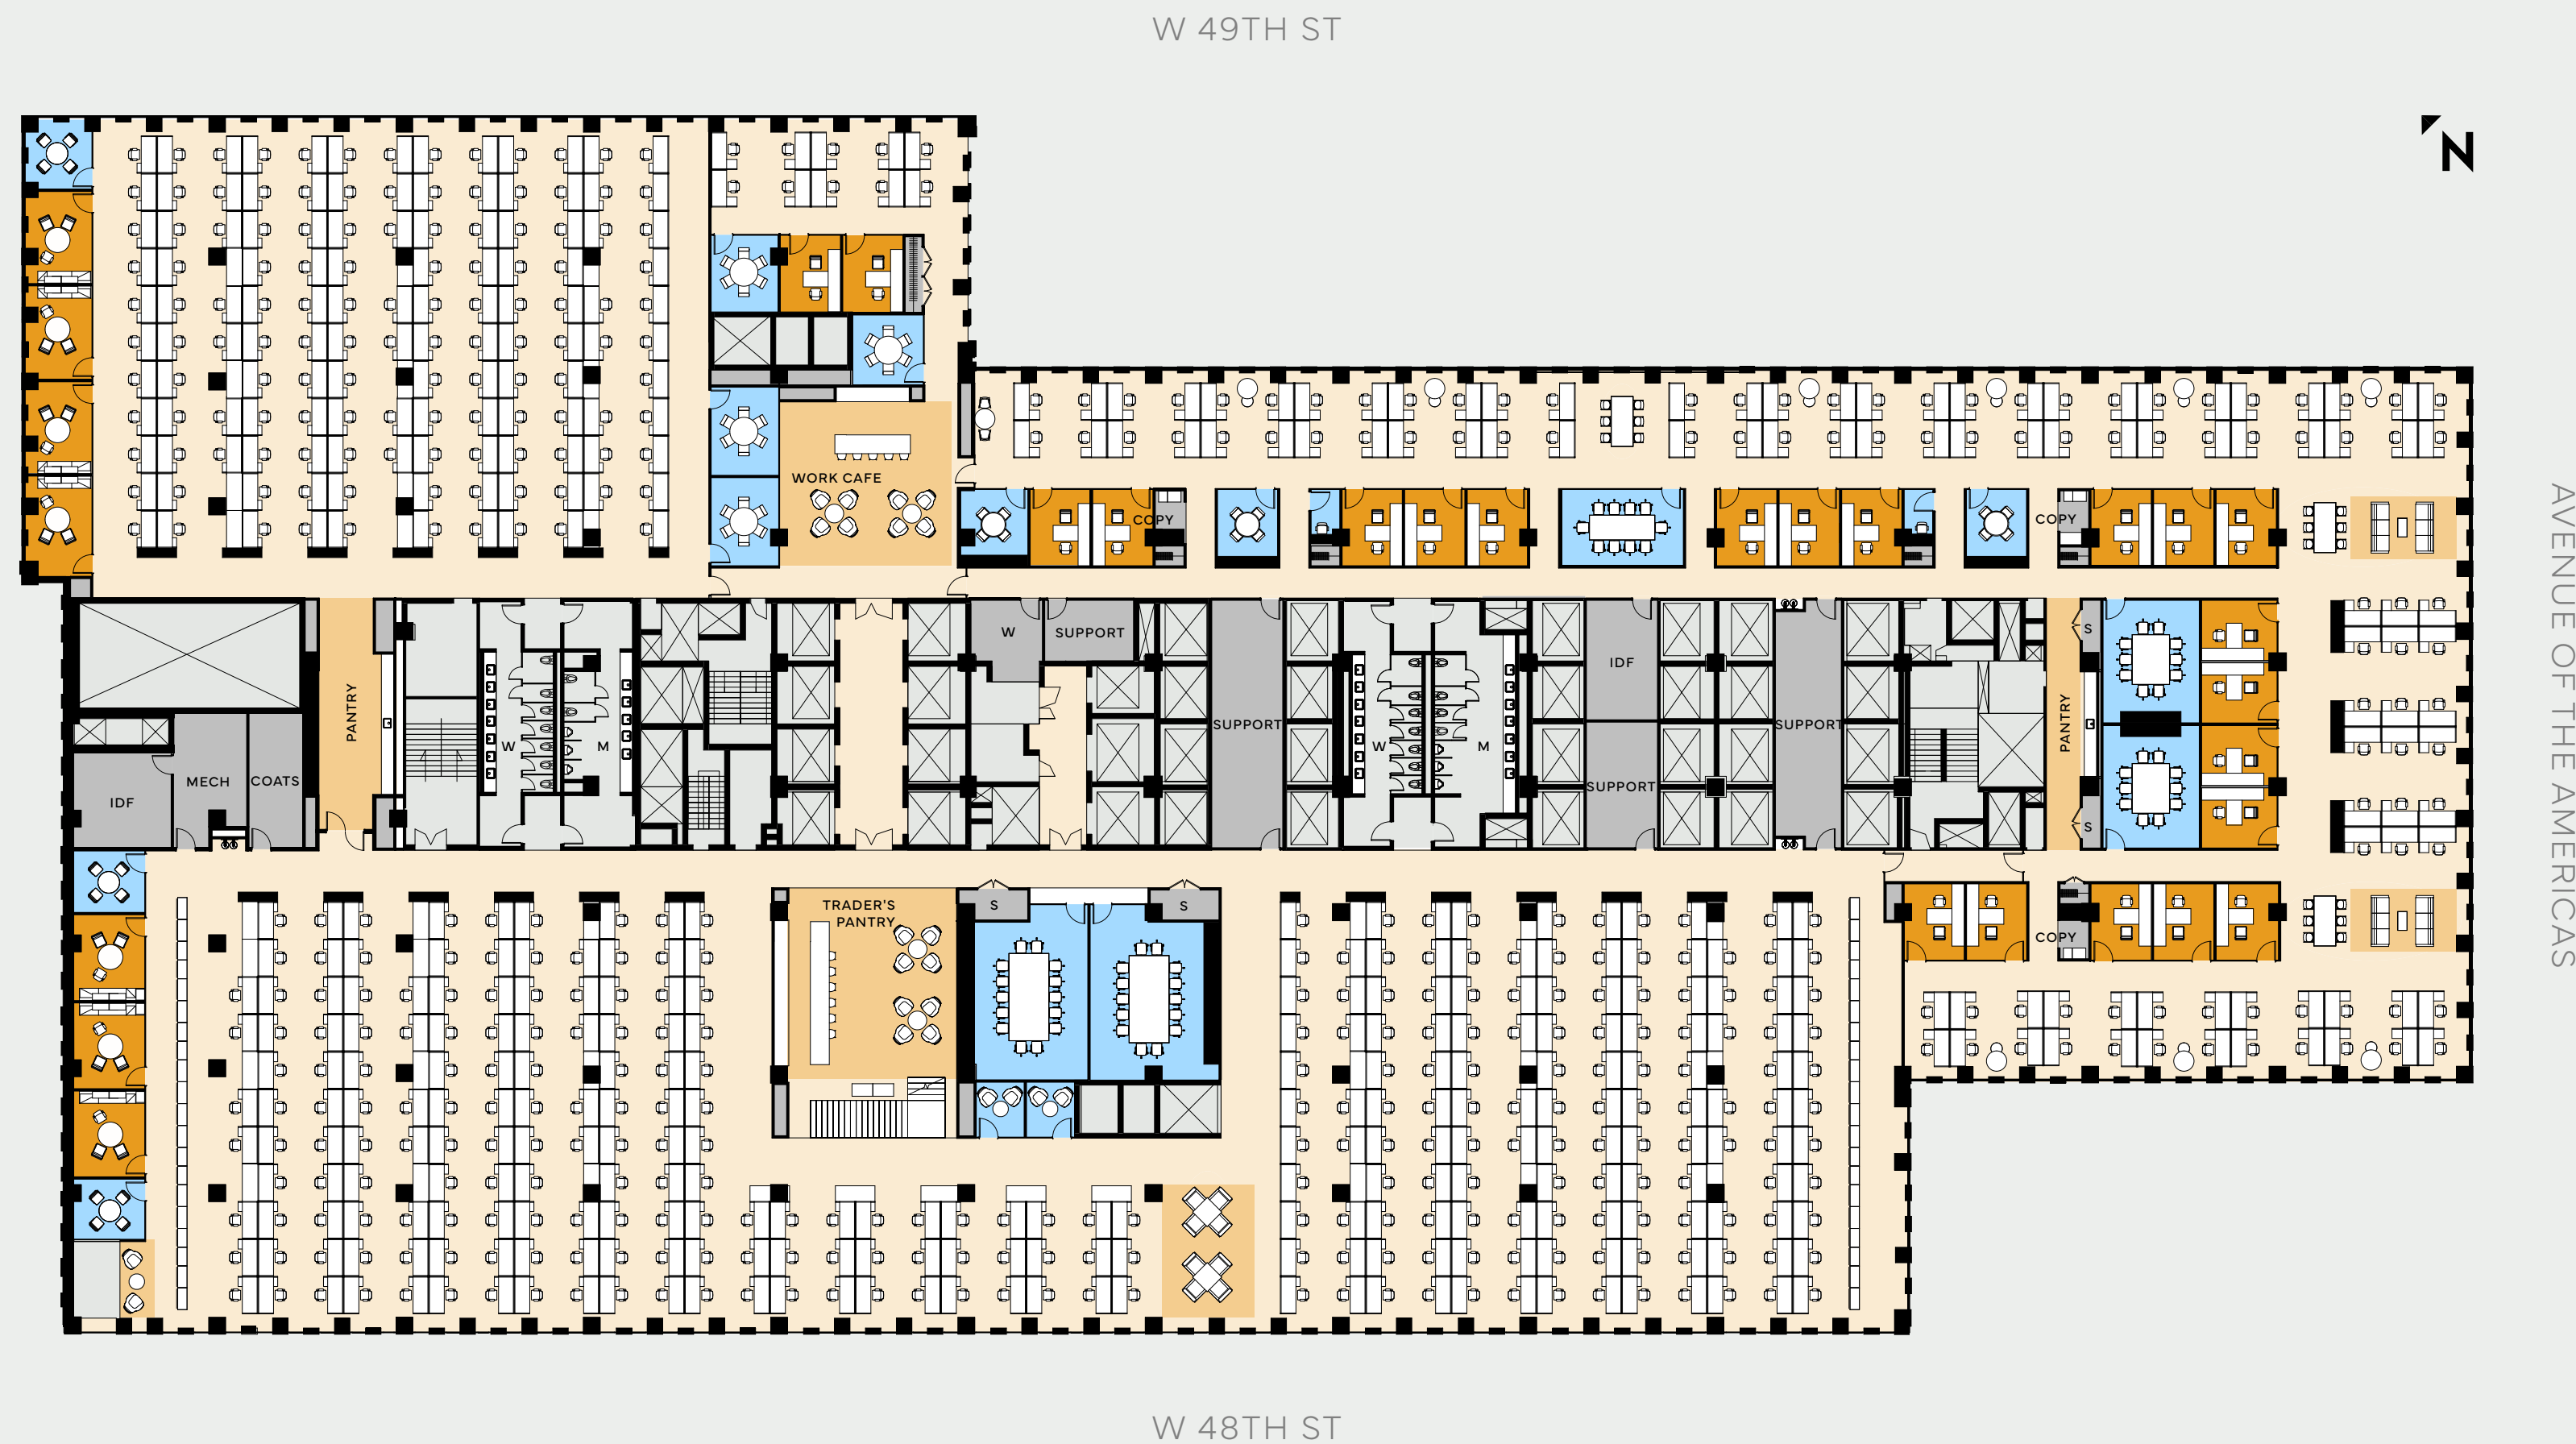 W 49TH ST
N
WORK CAFE
COPY
COPY
W
SUPPORT
S
IDF
PANTRY
SUPPORT
SUPPORT
PANTRY
AVENUE OF THE AMERICAS
W
M
W
M
MECH
COATS
SUPPORT
IDF
S
TRADER'S
PANTRY
S
S
COPY
W 48TH ST